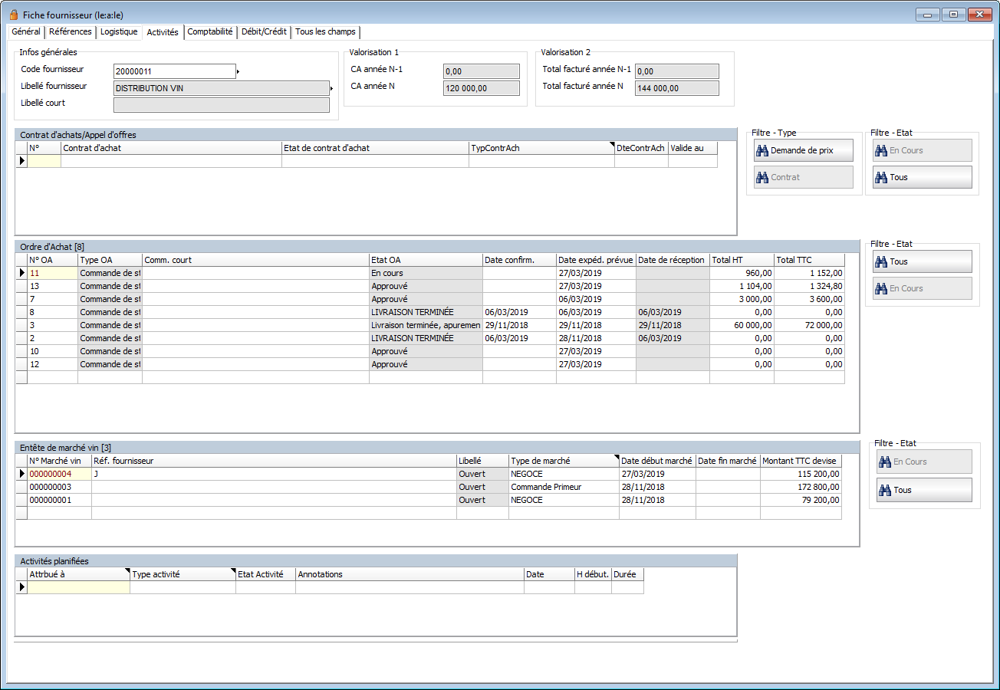 Fiche fournisseur (le:a:le)
Général Références Logistique Activités Comptabilité Débit/Crédit Tous les champs
Infos générales
Code fournisseur 20000011
Libellé fournisseur DISTRIBUTION VIN
Libellé court
Valorisation 1
CA année N-1 0,00
CA année N 120 000,00
Valorisation 2
Total facturé année N-1 0,00
Total facturé année N 144 000,00
Contrat d'achats/Appel d'offres
N° Contrat d'achat Etat de contrat d'achat TypContrAch DteContrAch Valide au
Filtre - Type
Demande de prix
Contrat
Filtre - Etat
En Cours
Tous
Ordre d'Achat [8]
N° OA Type OA Comm. court Etat OA Date confirm. Date expéd. prévue Date de réception Total HT Total TTC
11 Commande de st En cours 27/03/2019 960,00 1 152,00
13 Commande de st Approuvé 27/03/2019 1 104,00 1 324,80
7 Commande de st Approuvé 06/03/2019 3 000,00 3 600,00
8 Commande de st LIVRAISON TERMINÉE 06/03/2019 06/03/2019 06/03/2019 0,00 0,00
3 Commande de st Livraison terminée, apuremen 29/11/2018 29/11/2018 29/11/2018 60 000,00 72 000,00
2 Commande de st LIVRAISON TERMINÉE 06/03/2019 28/11/2018 06/03/2019 0,00 0,00
10 Commande de st Approuvé 27/03/2019 0,00 0,00
12 Commande de st Approuvé 27/03/2019 0,00 0,00
Filtre - Etat
Tous
En Cours
Entête de marché vin [3]
N° Marché vin Réf. fournisseur Libellé Type de marché Date début marché Date fin marché Montant TTC devise
000000004 J Ouvert NEGOCE 27/03/2019 115 200,00
000000003 Ouvert Commande Primeur 28/11/2018 172 800,00
000000001 Ouvert NEGOCE 28/11/2018 79 200,00
Filtre - Etat
En Cours
Tous
Activités planifiées
Attrbué à Type activité Etat Activité Annotations Date H début. Durée